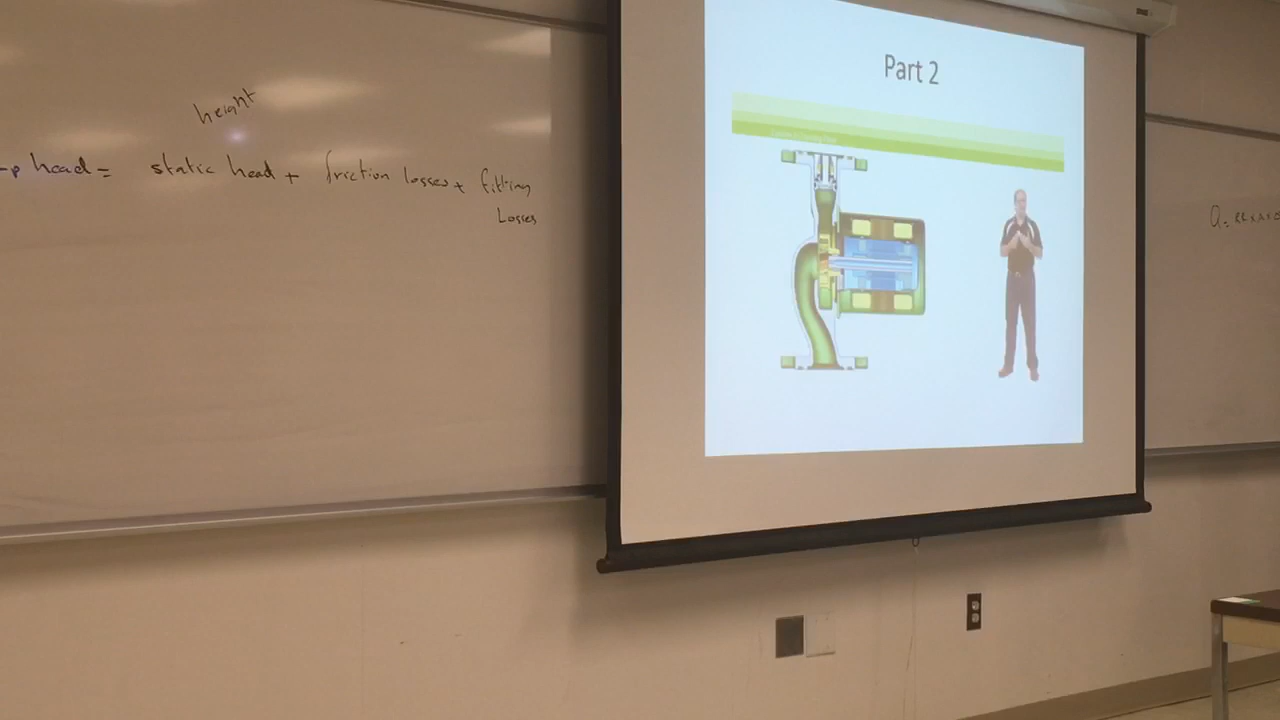 height
-p head = static head + friction losses + fitting
Losses
Part 2